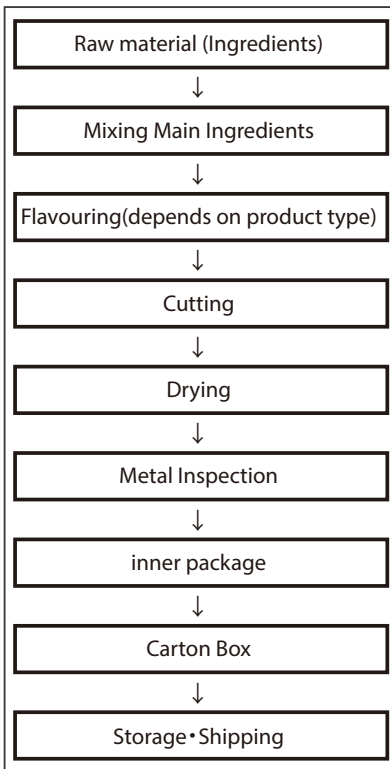 Raw material (Ingredients)
↓
Mixing Main Ingredients
↓
Flavouring(depends on product type)
↓
Cutting
↓
Drying
↓
Metal Inspection
↓
inner package
↓
Carton Box
↓
Storage・Shipping